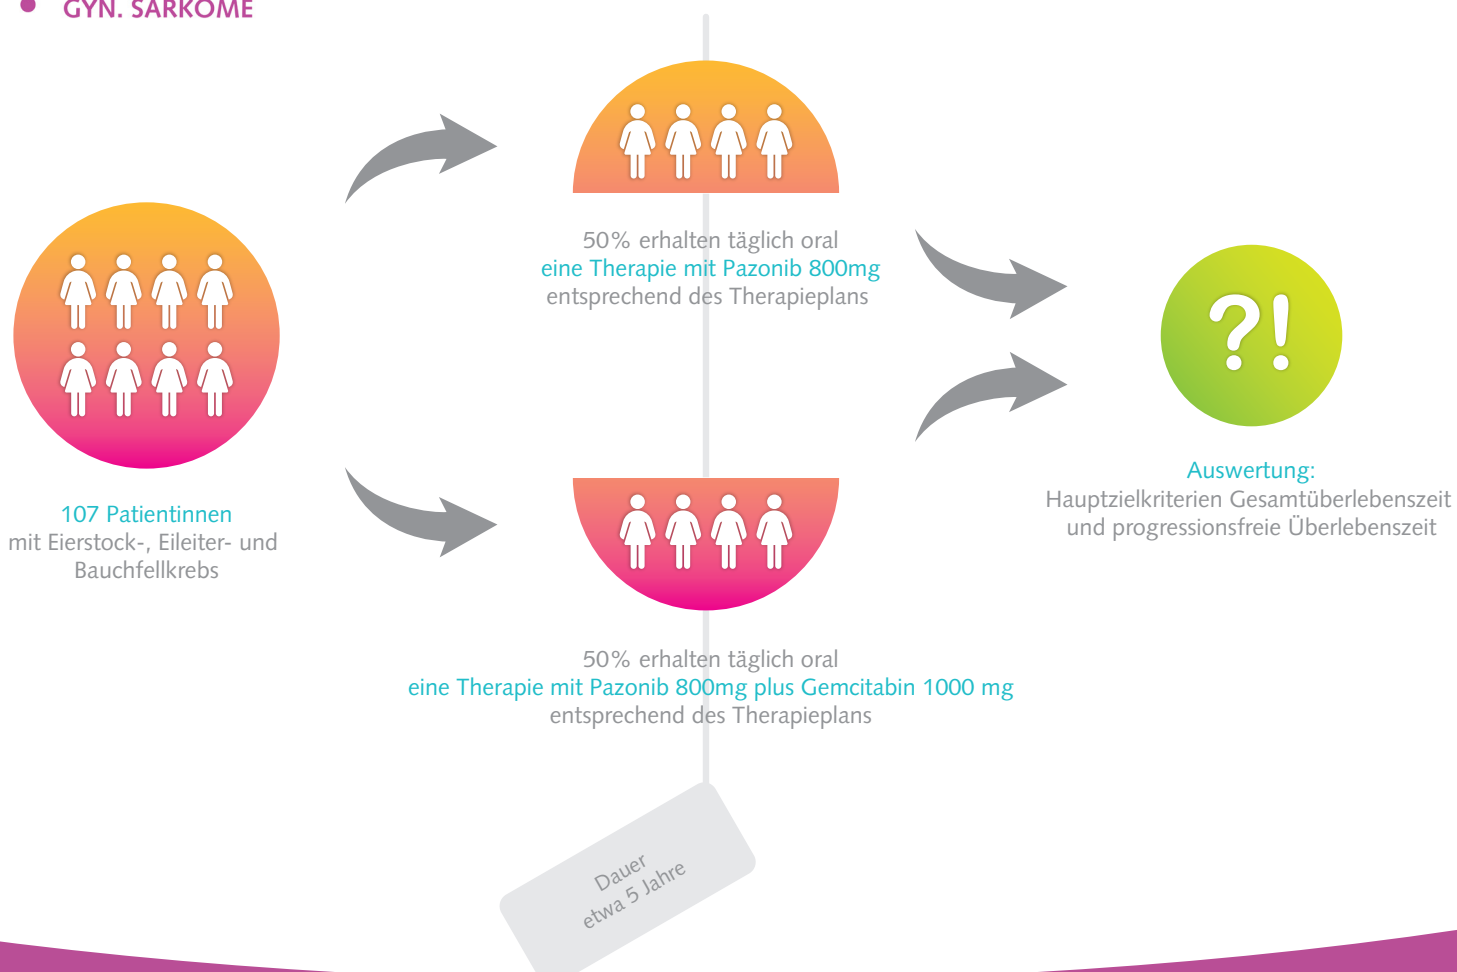 GYN. SARKOME
107 Patientinnen
mit Eierstock-, Eileiter- und
Bauchfellkrebs
50% erhalten täglich oral
eine Therapie mit Pazonib 800mg
entsprechend des Therapieplans
50% erhalten täglich oral
eine Therapie mit Pazonib 800mg plus Gemcitabin 1000 mg
entsprechend des Therapieplans
?!
Auswertung:
Hauptzielkriterien Gesamtüberlebenszeit
und progressionsfreie Überlebenszeit
Dauer
etwa 5 Jahre